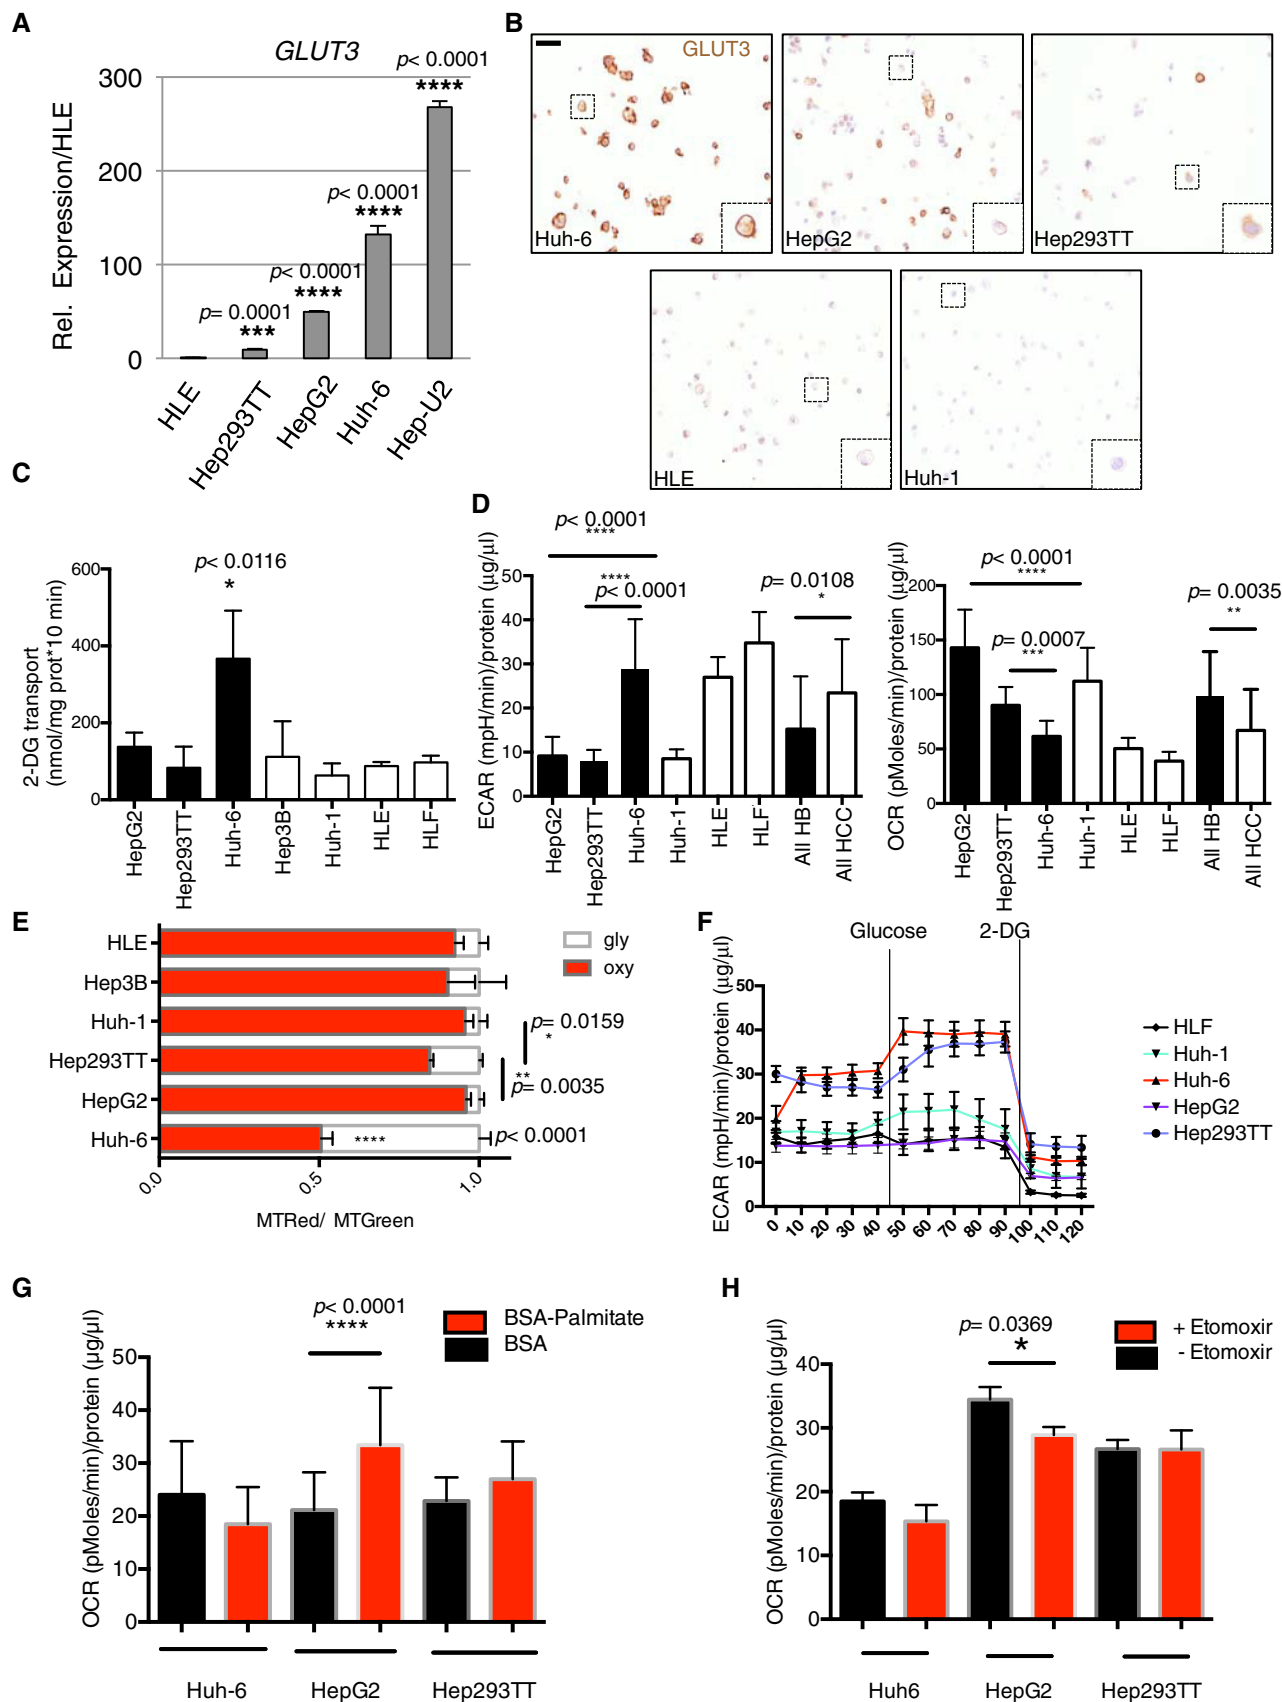 A
GLUT3
Rel. Expression/HLE
300
200
100
0
p= 0.0001
***
p< 0.0001
****
p< 0.0001
****
p< 0.0001
****
HLE
Hep293TT
HepG2
Huh-6
Hep-U2
B
GLUT3
Huh-6
HepG2
Hep293TT
HLE
Huh-1
C
2-DG transport
(nmol/mg prot*10 min)
600
400
200
0
p< 0.0116
*
HepG2
Hep293TT
Huh-6
Hep3B
Huh-1
HLE
HLF
D
ECAR (mpH/min)/protein (µg/µl)
50
40
30
20
10
0
p< 0.0001
****
****
p< 0.0001
p= 0.0108
*
HepG2
Hep293TT
Huh-6
Huh-1
HLE
HLF
All HB
All HCC
OCR (pMoles/min)/protein (µg/µl)
200
150
100
50
0
p< 0.0001
****
p= 0.0007
***
p= 0.0035
**
HepG2
Hep293TT
Huh-6
Huh-1
HLE
HLF
All HB
All HCC
E
HLE
Hep3B
Huh-1
Hep293TT
HepG2
Huh-6
gly
oxy
p= 0.0159
*
**
p= 0.0035
****
p< 0.0001
0.0
0.5
1.0
MTRed/ MTGreen
F
Glucose
2-DG
ECAR (mpH/min)/protein (µg/µl)
50
40
30
20
10
0
0
10
20
30
40
50
60
70
80
90
100
110
120
HLF
Huh-1
Huh-6
HepG2
Hep293TT
G
p< 0.0001
****
BSA-Palmitate
BSA
OCR (pMoles/min)/protein (µg/µl)
50
40
30
20
10
0
Huh-6
HepG2
Hep293TT
H
p= 0.0369
*
+ Etomoxir
- Etomoxir
OCR (pMoles/min)/protein (µg/µl)
40
30
20
10
0
Huh6
HepG2
Hep293TT